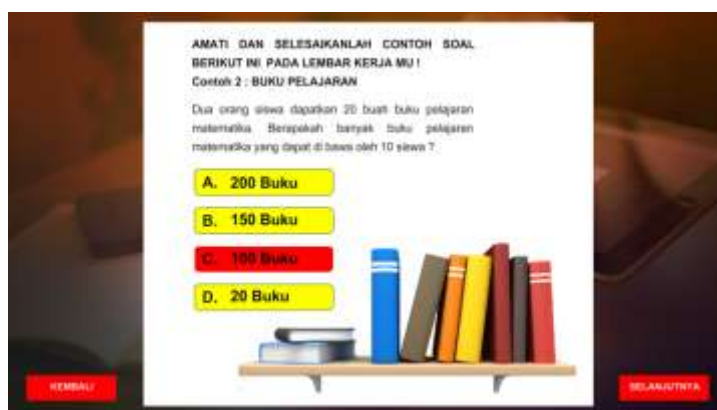 AMATI DAN SELESAIKANLAH CONTOH SOAL
BERIKUT INI PADA LEMBAR KERJA MU !
Contoh 2 : BUKU PELAJARAN
Dua orang siswa dapatkan 20 buah buku pelajaran
matematika. Berapakah banyak buku pelajaran
matematika yang dapat di bawa oleh 10 siswa ?
A. 200 Buku
B. 150 Buku
C. 100 Buku
D. 20 Buku
KEMBALI
SELANJUTNYA